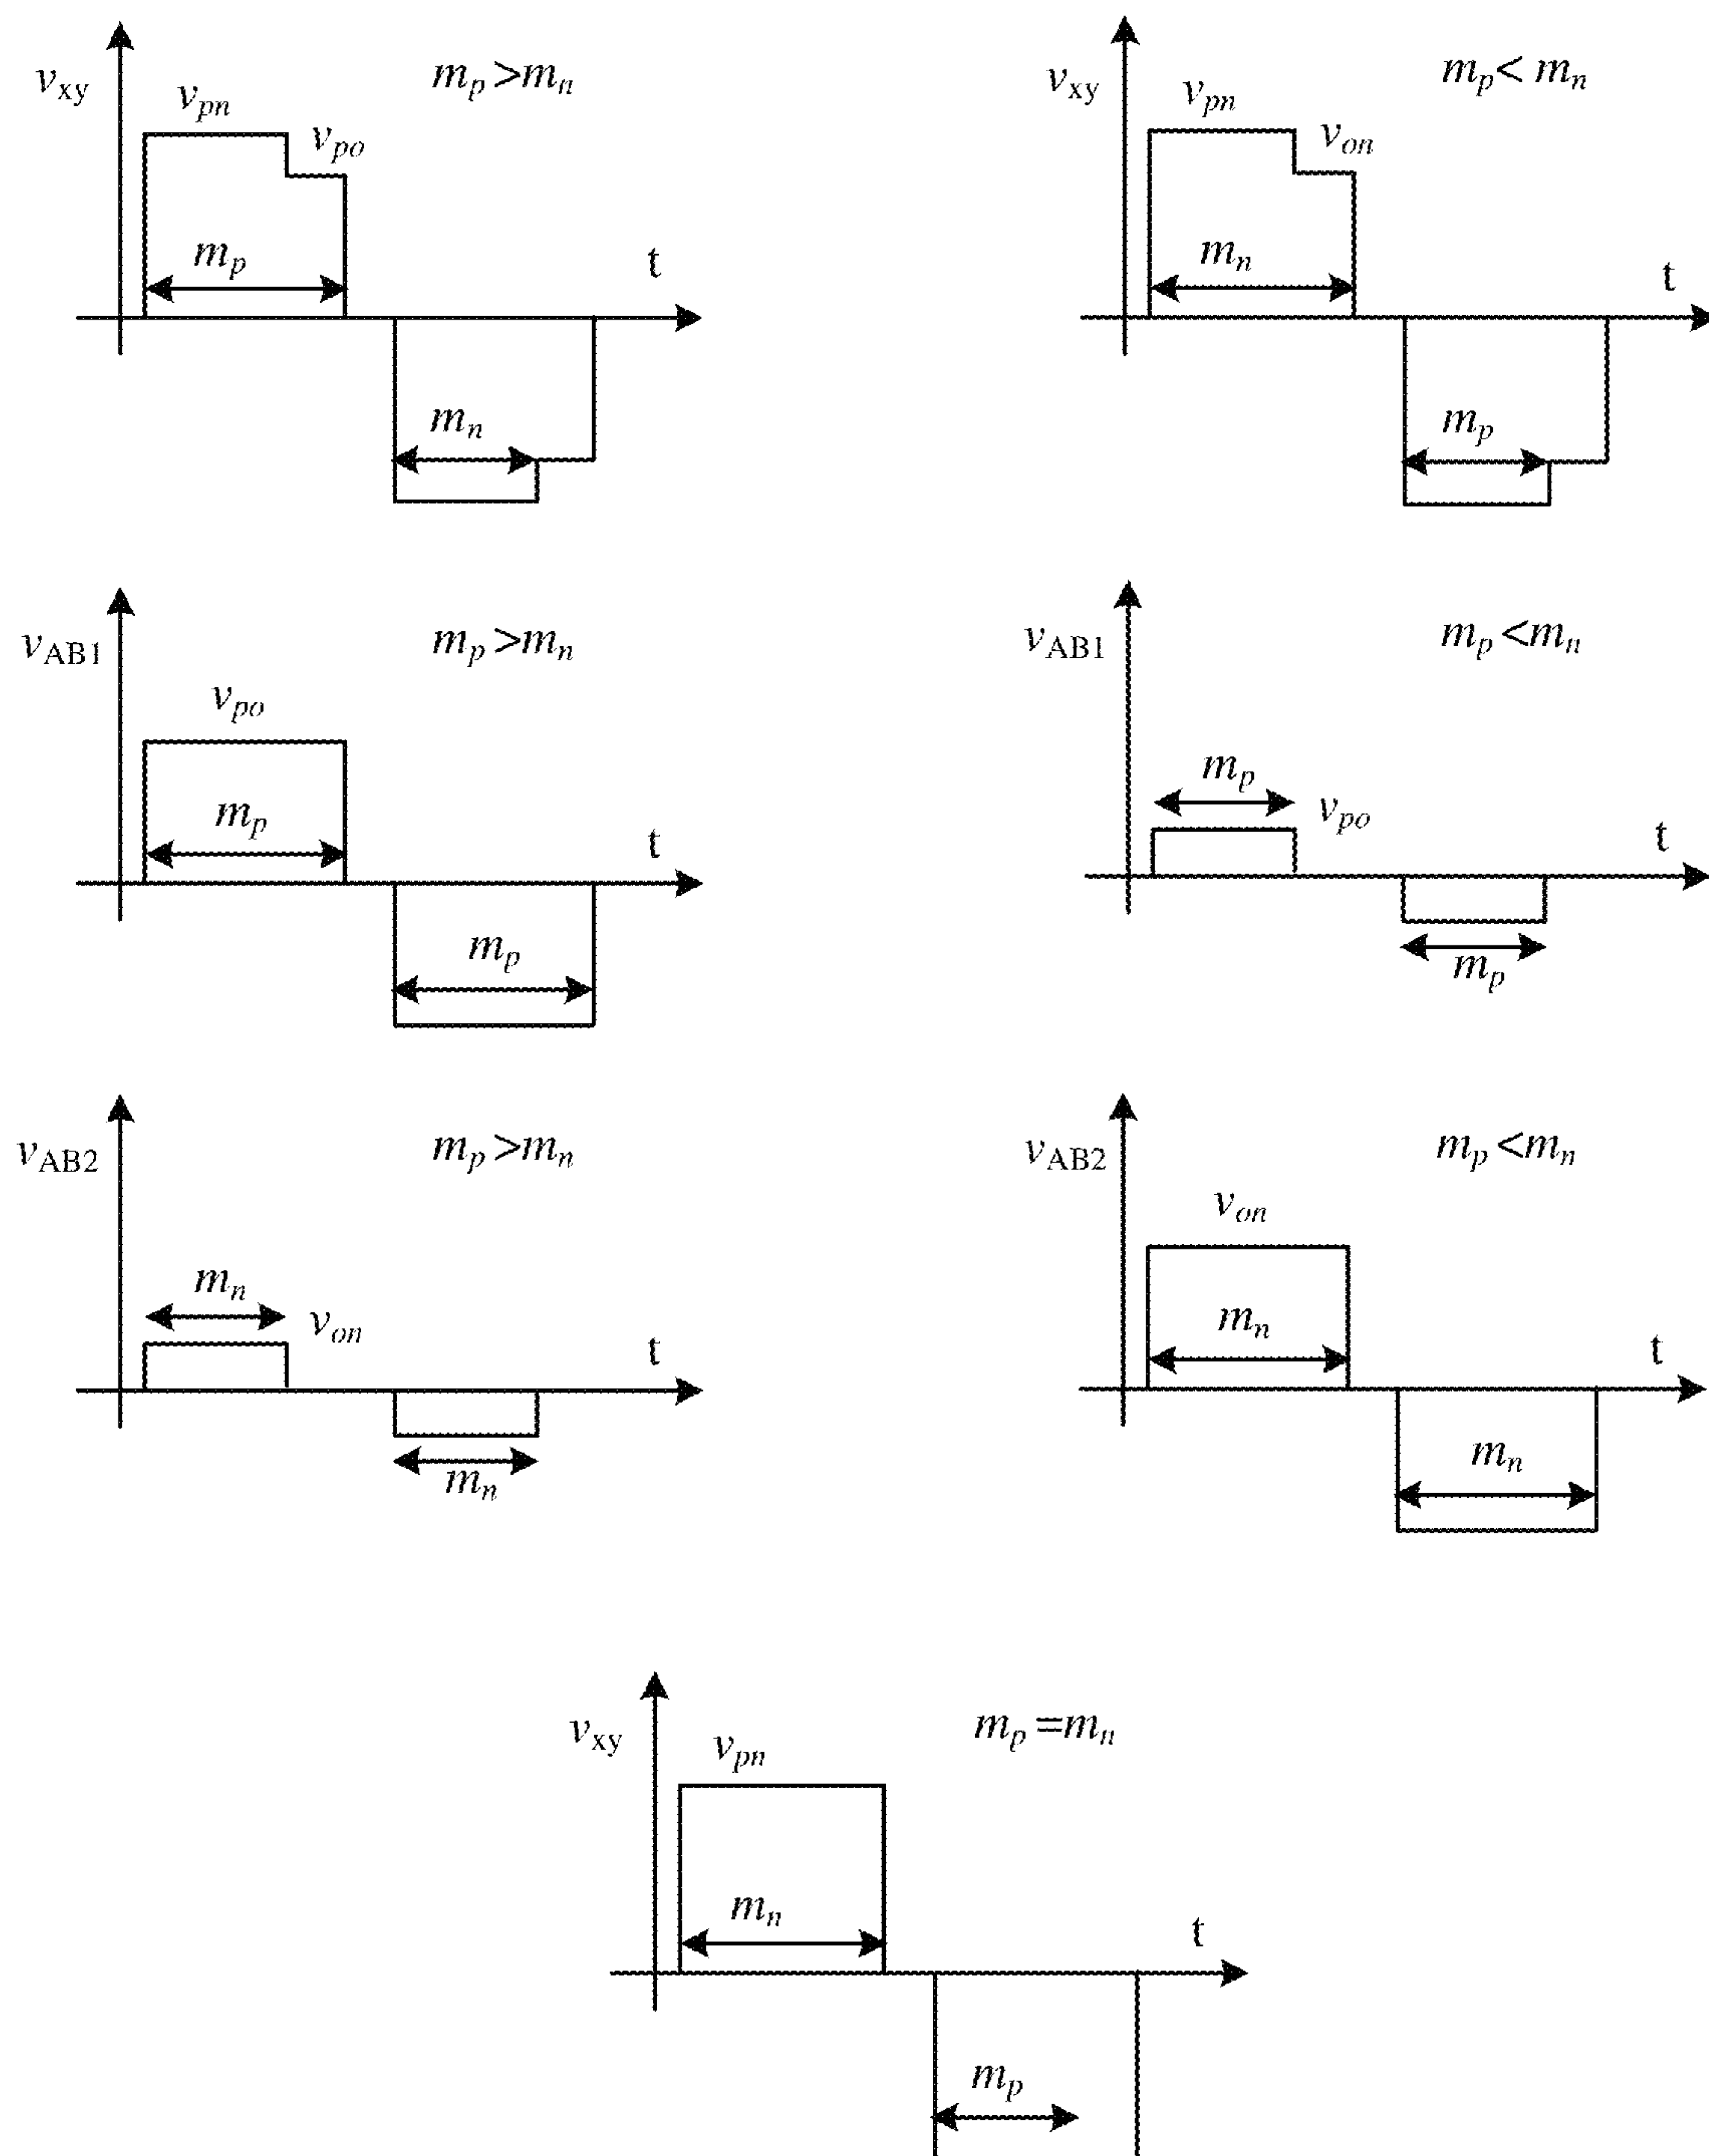 v_xy
v_pn
v_po
m_p >m_n
m_p
t
m_n
v_xy
v_pn
v_on
m_p< m_n
m_n
t
m_p
v_AB1
m_p >m_n
v_po
m_p
t
m_p
v_AB1
m_p <m_n
m_p
v_po
t
m_p
v_AB2
m_p >m_n
m_n
v_on
t
m_n
v_AB2
m_p <m_n
v_on
m_n
t
m_n
v_xy
v_pn
m_p =m_n
m_n
t
m_p